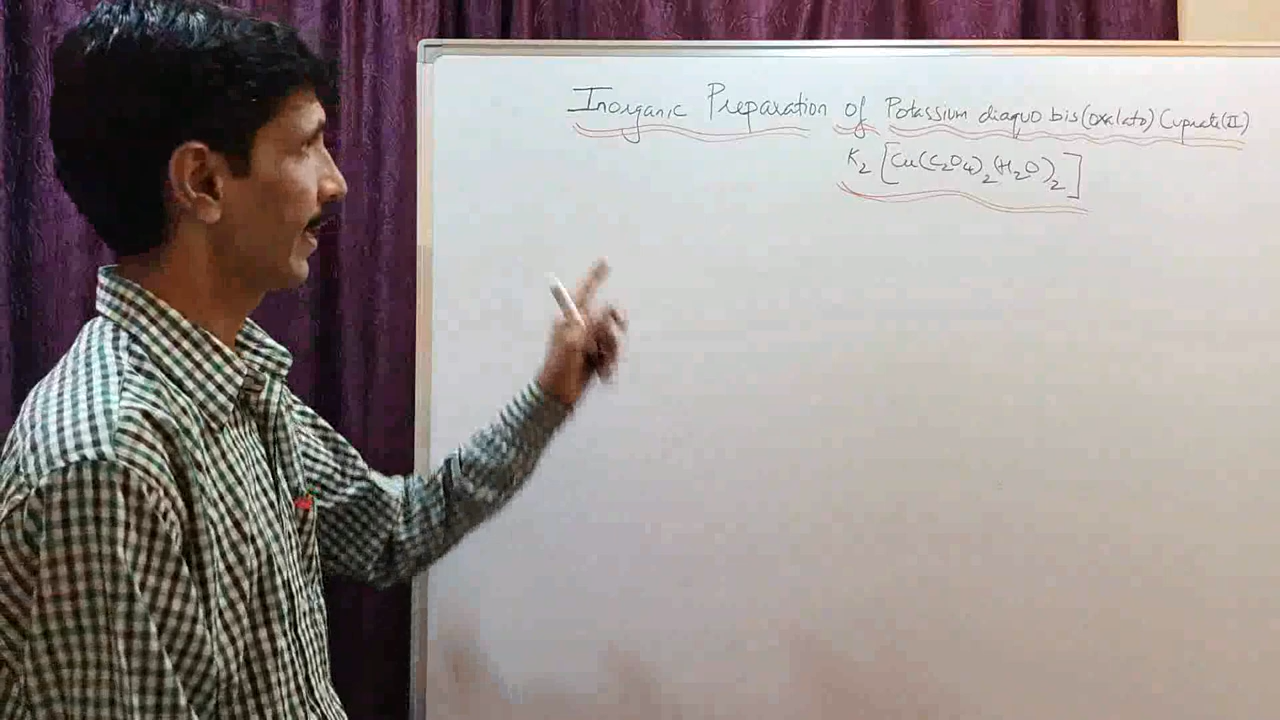 Inorganic Preparation of Potassium diaquo bis(oxalato) Cuprate(II)
K₂[Cu(C₂O₄)₂(H₂O)₂]